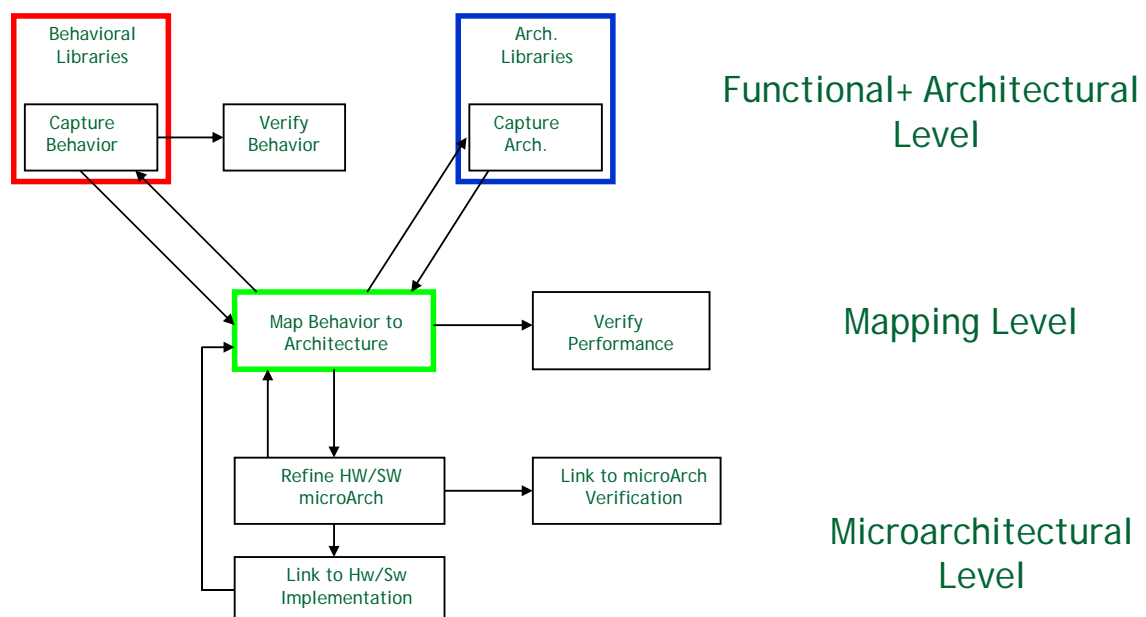 Behavioral
Libraries
Arch.
Libraries
Functional+ Architectural
Level
Capture
Behavior
Verify
Behavior
Capture
Arch.
Map Behavior to
Architecture
Verify
Performance
Mapping Level
Refine HW/SW
microArch
Link to microArch
Verification
Microarchitectural
Level
Link to Hw/Sw
Implementation